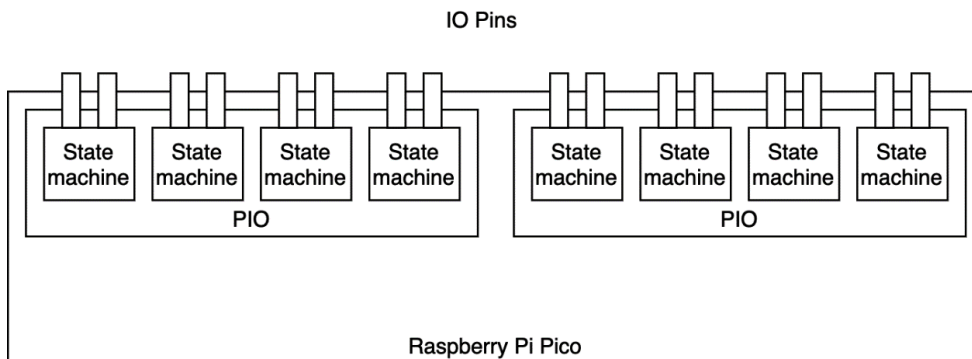 IO Pins
State
machine
State
machine
State
machine
State
machine
State
machine
State
machine
State
machine
State
machine
PIO
PIO
Raspberry Pi Pico